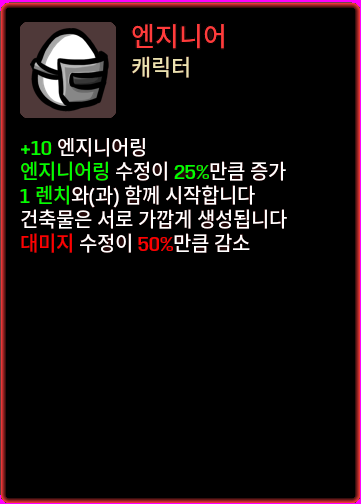 엔지니어
캐릭터
+10 엔지니어링
엔지니어링 수정이 25%만큼 증가
1 렌치와(과) 함께 시작합니다
건축물은 서로 가깝게 생성됩니다
대미지 수정이 50%만큼 감소